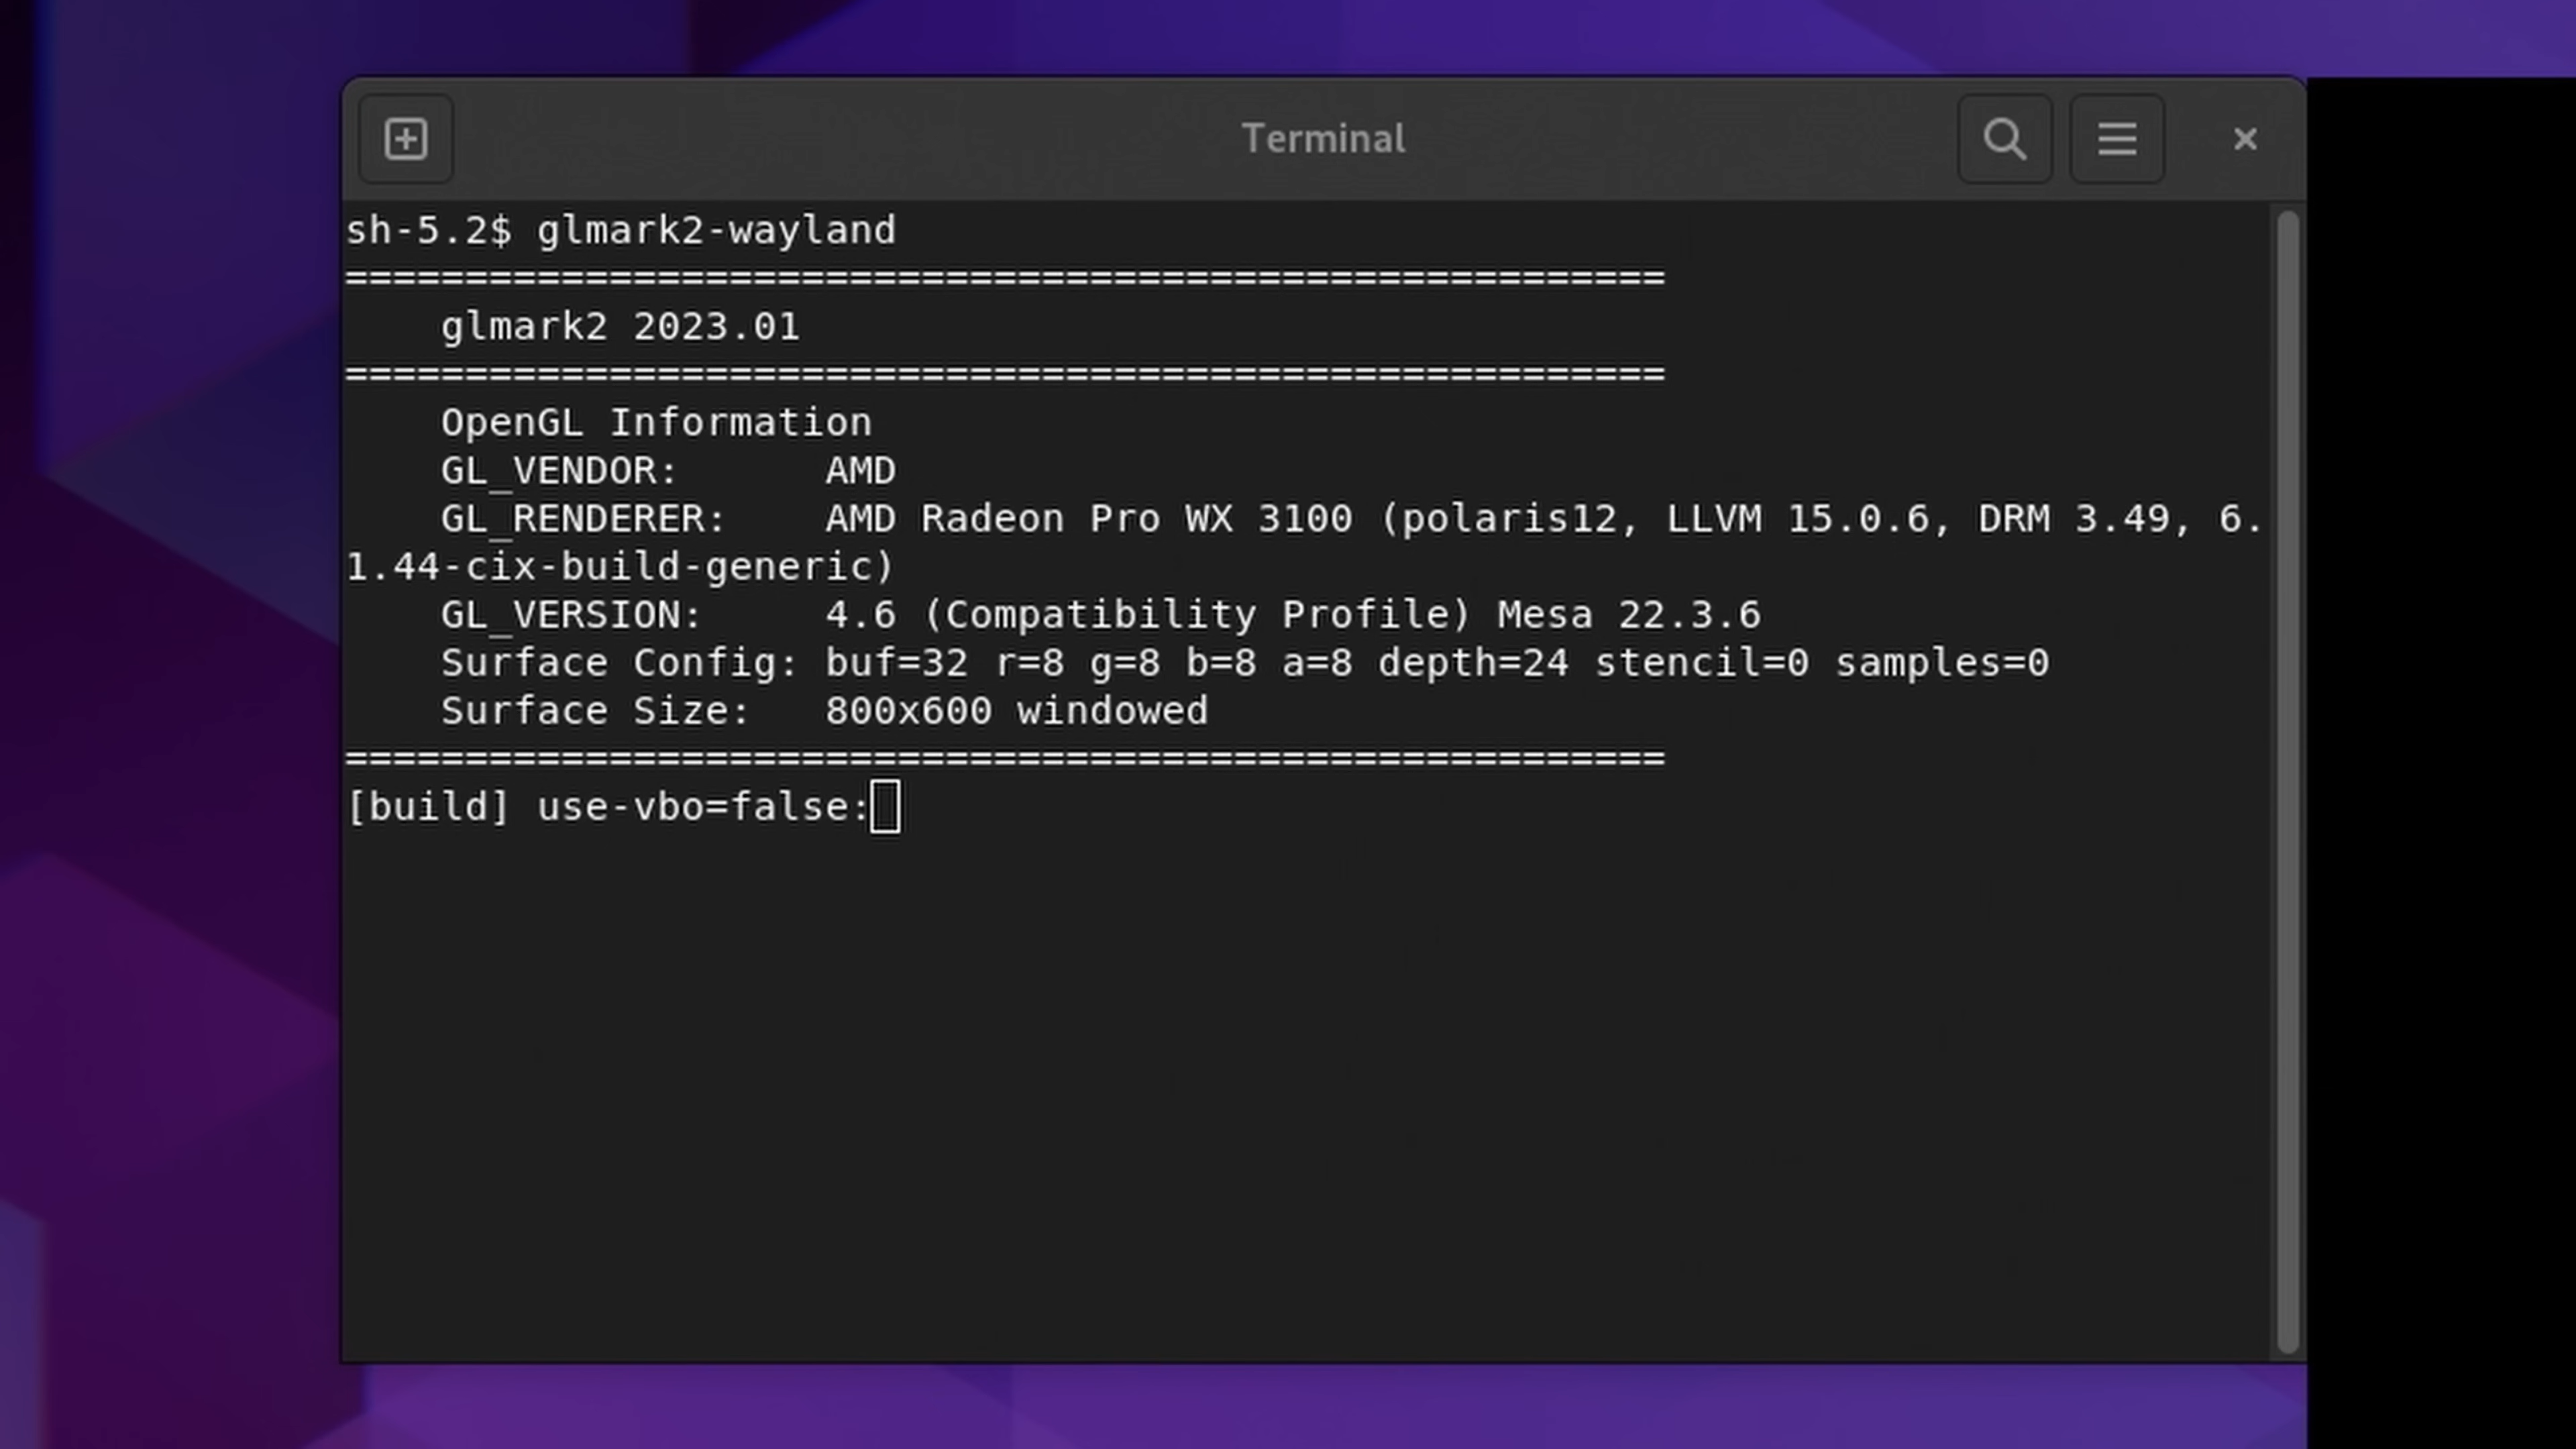 Terminal
sh-5.2$ glmark2-wayland
=======================================================
    glmark2 2023.01
=======================================================
    OpenGL Information
    GL_VENDOR:      AMD
    GL_RENDERER:    AMD Radeon Pro WX 3100 (polaris12, LLVM 15.0.6, DRM 3.49, 6.
1.44-cix-build-generic)
    GL_VERSION:     4.6 (Compatibility Profile) Mesa 22.3.6
    Surface Config: buf=32 r=8 g=8 b=8 a=8 depth=24 stencil=0 samples=0
    Surface Size:   800x600 windowed
=======================================================
[build] use-vbo=false: